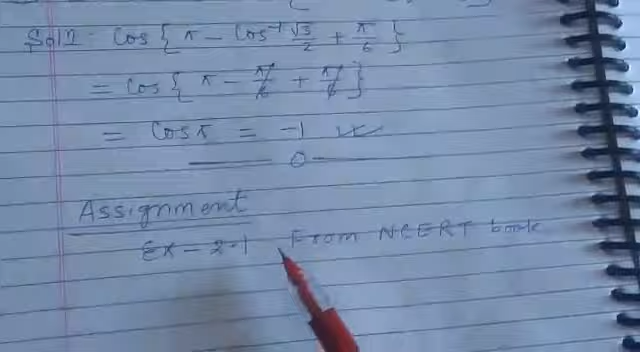 Soln: cos{π - cos⁻¹ √3/2 + π/6}
= cos{π - π/6 + π/6}
= cos π = -1
0
Assignment
Ex - 2.1 From NCERT book